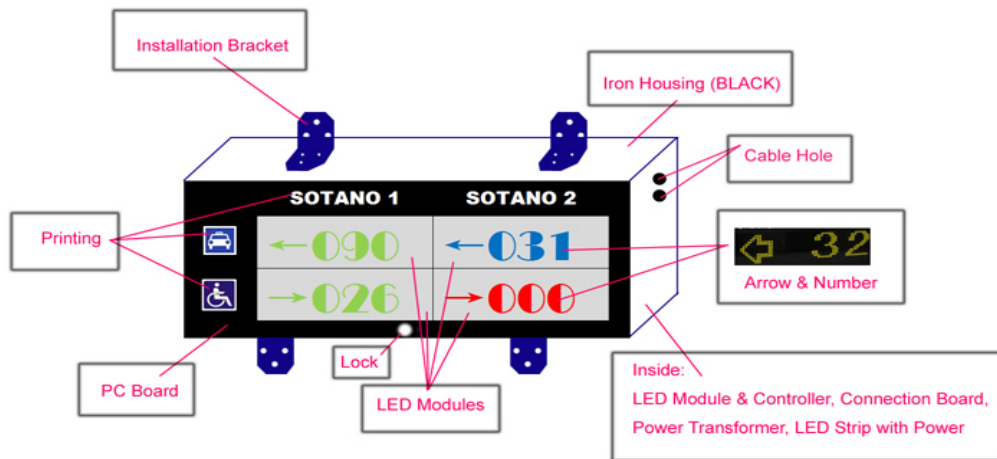 Installation Bracket
Iron Housing (BLACK)
Cable Hole
SOTANO 1
SOTANO 2
Printing
090
031
32
Arrow & Number
026
000
Lock
PC Board
LED Modules
Inside:
LED Module & Controller, Connection Board,
Power Transformer, LED Strip with Power